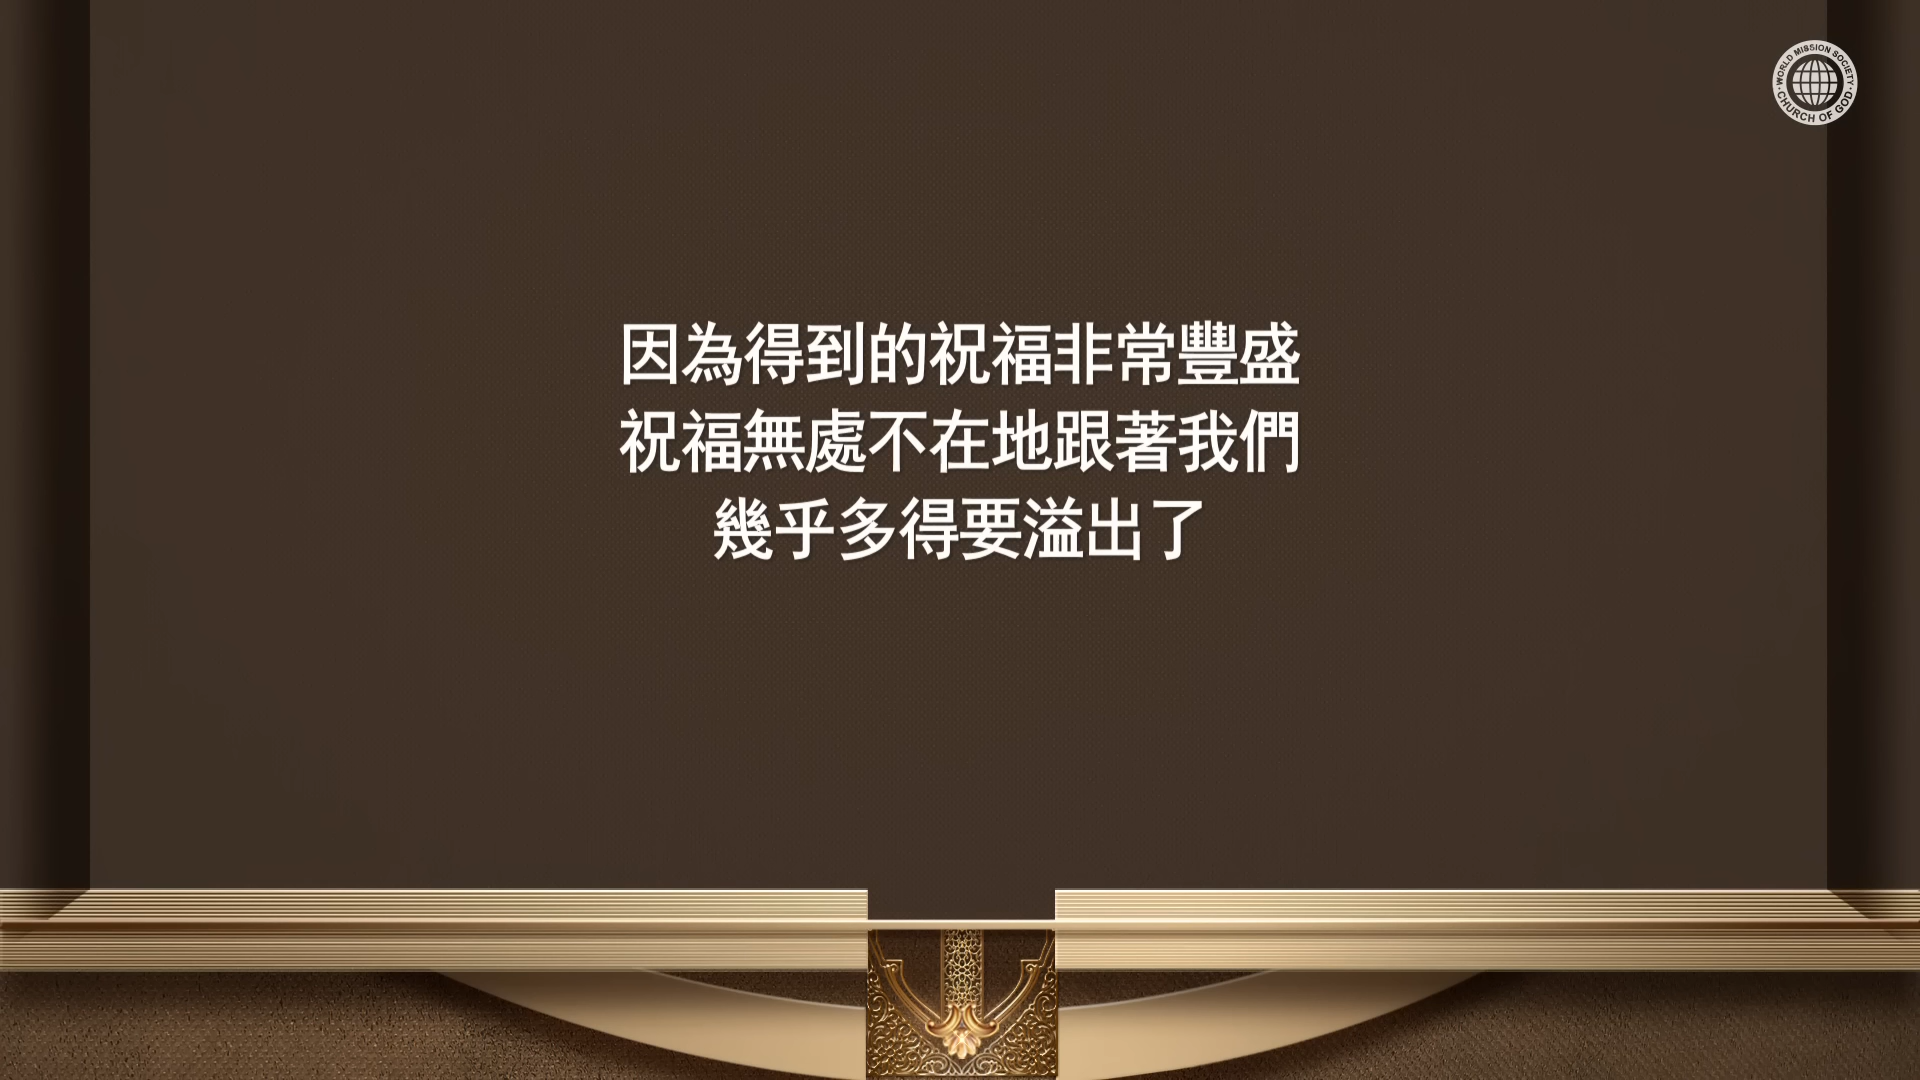 WORLD MISSION SOCIETY
CHURCH OF GOD
因為得到的祝福非常豐盛
祝福無處不在地跟著我們
幾乎多得要溢出了